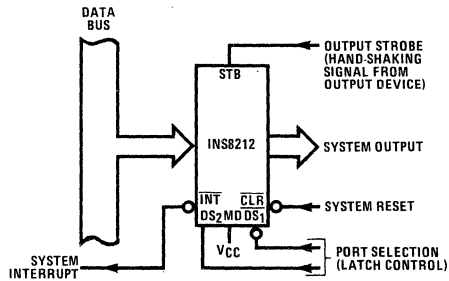 DATA
BUS
OUTPUT STROBE
(HAND-SHAKING
SIGNAL FROM
OUTPUT DEVICE)
STB
INS8212
SYSTEM OUTPUT
INT
CLR
DS2 MD DS1
SYSTEM RESET
VCC
PORT SELECTION
(LATCH CONTROL)
SYSTEM
INTERRUPT